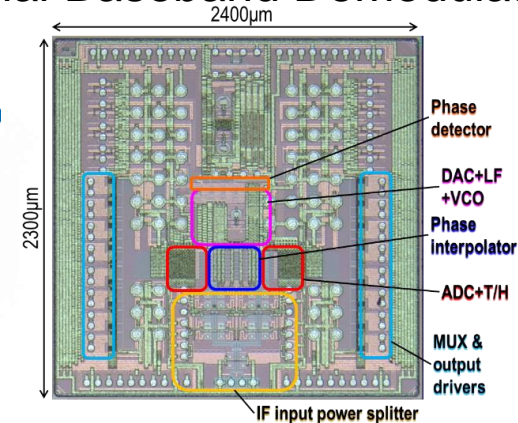 2400μm
2300μm
Phase
detector
DAC+LF
+VCO
Phase
interpolator
ADC+T/H
MUX &
output
drivers
IF input power splitter